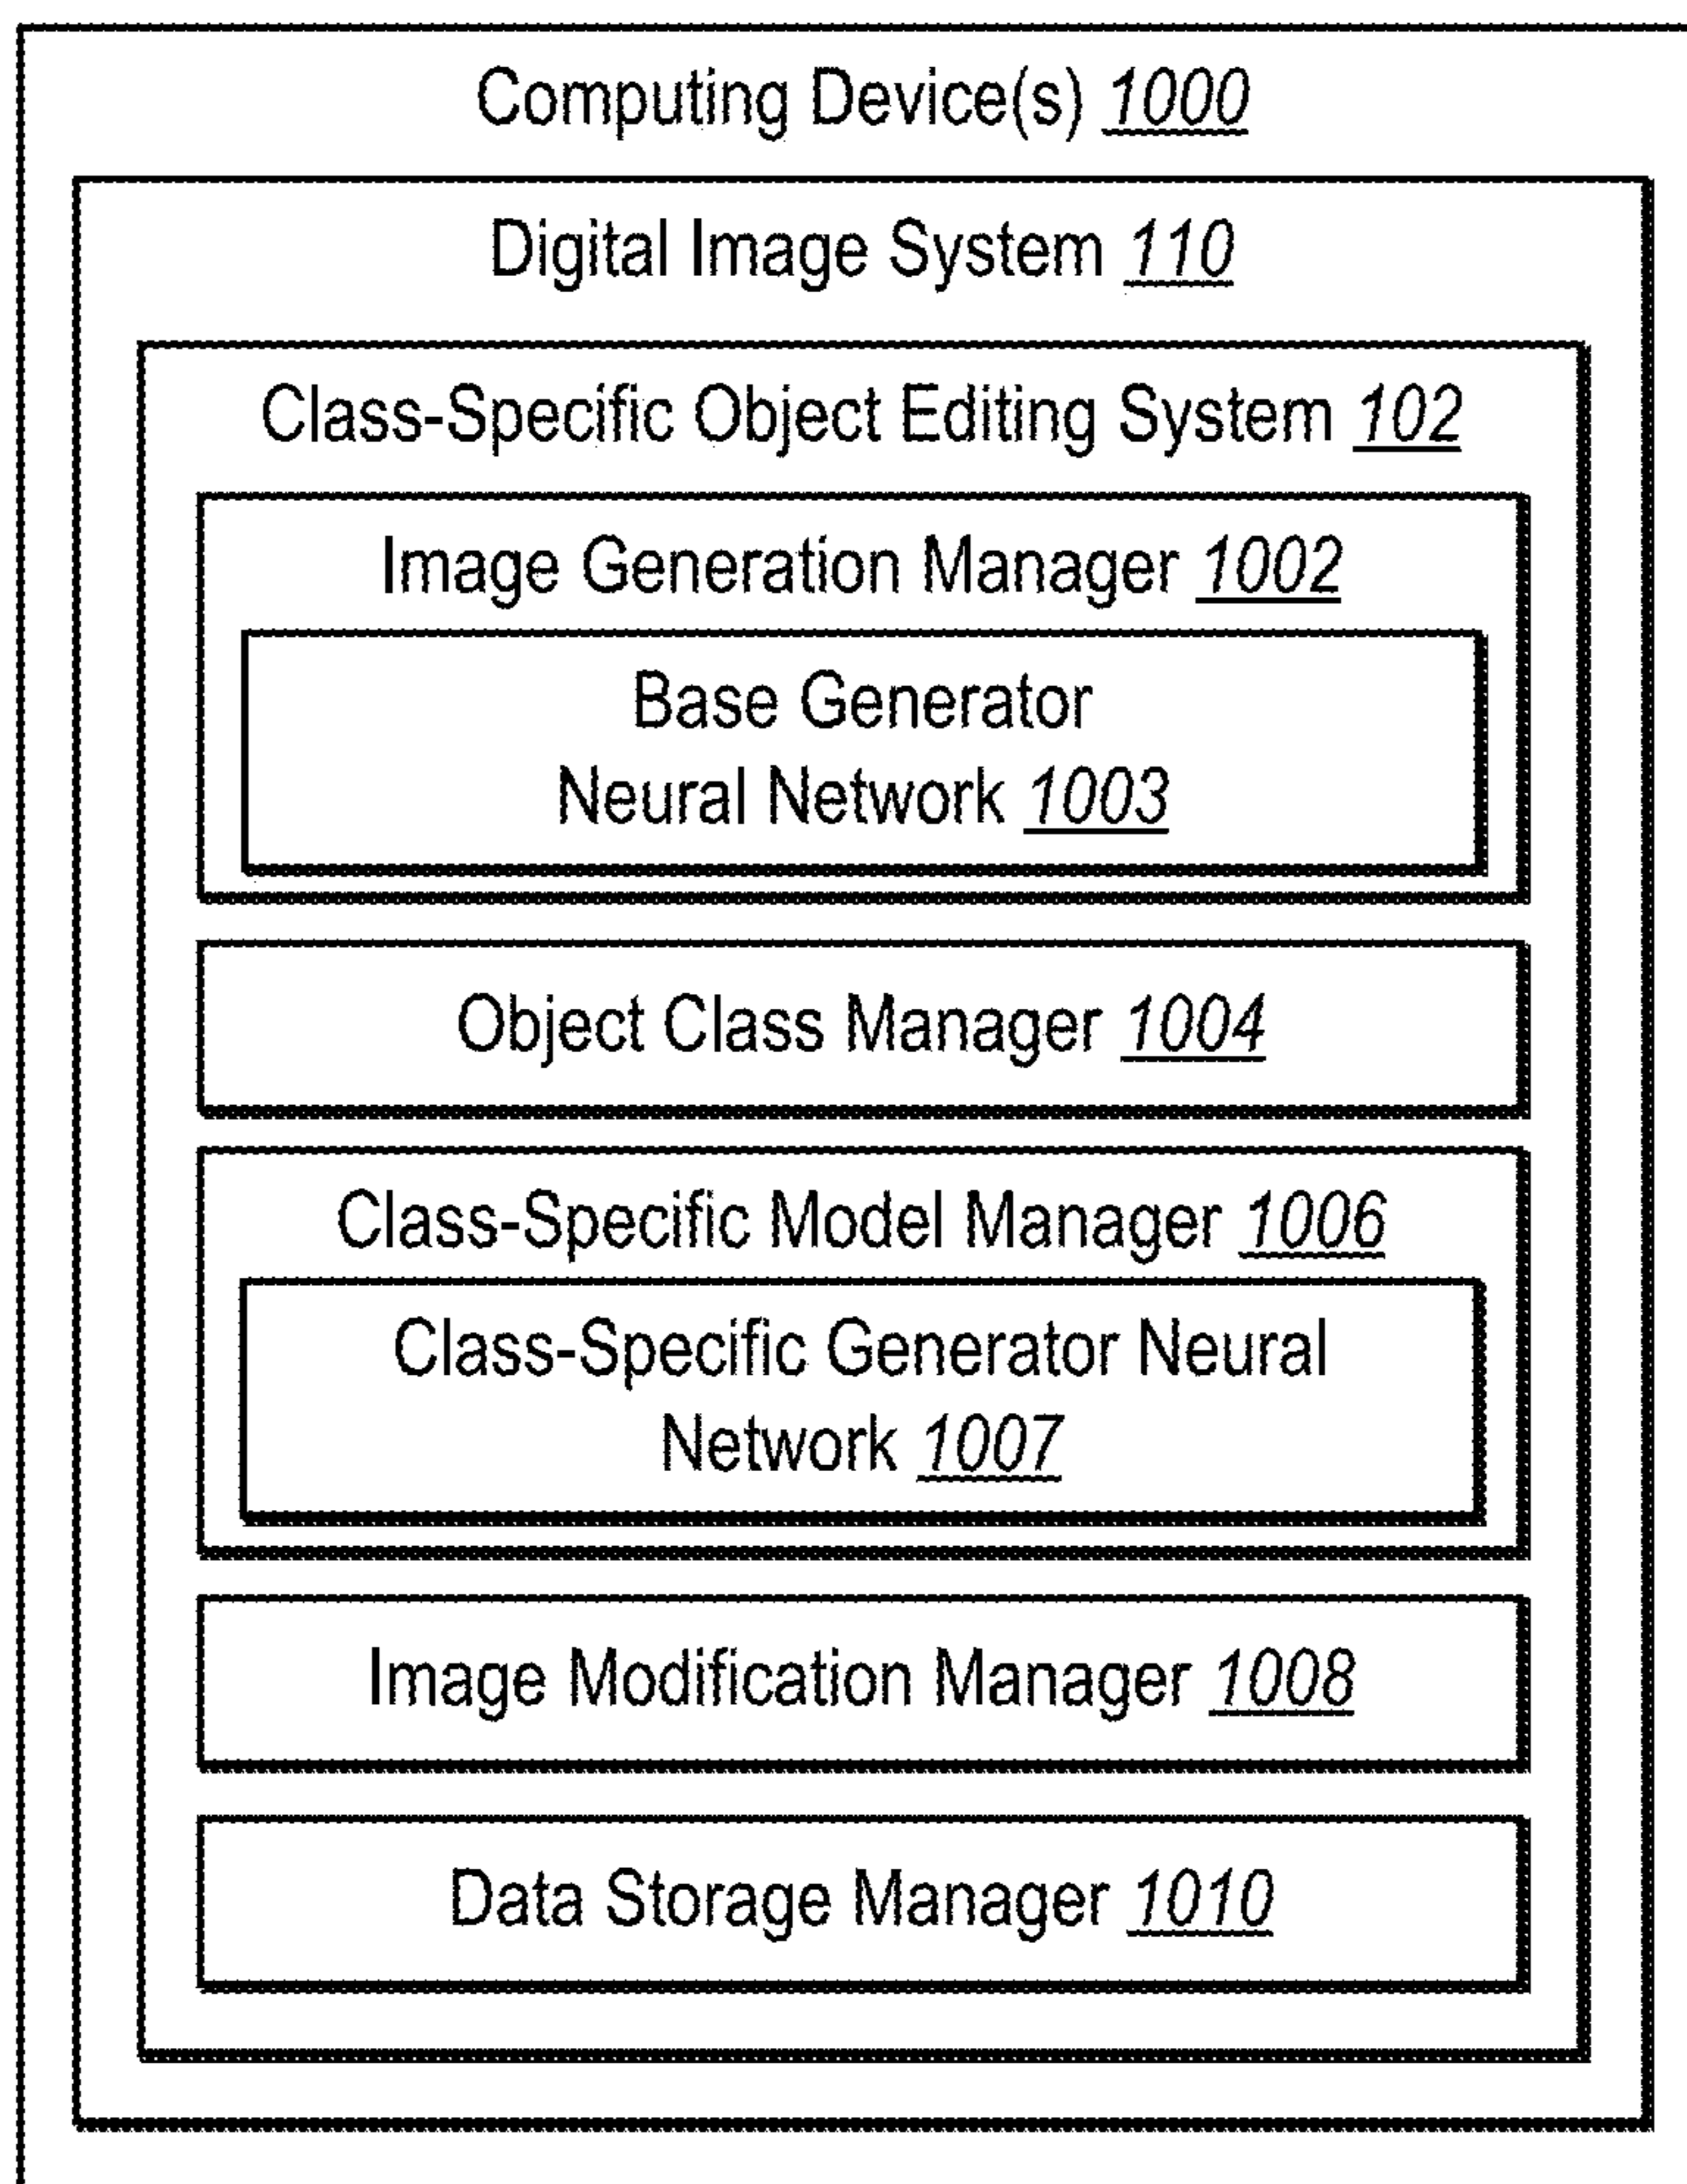 Computing Device(s) 1000
Digital Image System 110
Class-Specific Object Editing System 102
Image Generation Manager 1002
Base Generator
Neural Network 1003
Object Class Manager 1004
Class-Specific Model Manager 1006
Class-Specific Generator Neural
Network 1007
Image Modification Manager 1008
Data Storage Manager 1010